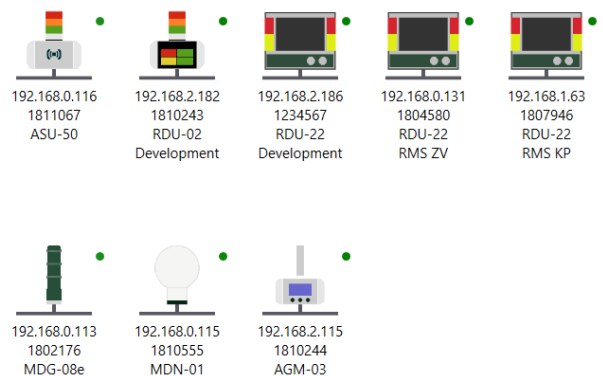 192.168.0.116
1811067
ASU-50
192.168.2.182
1810243
RDU-02
Development
192.168.2.186
1234567
RDU-22
Development
192.168.0.131
1804580
RDU-22
RMS ZV
192.168.1.63
1807946
RDU-22
RMS KP
192.168.0.113
1802176
MDG-08e
192.168.0.115
1810555
MDN-01
192.168.2.115
1810244
AGM-03